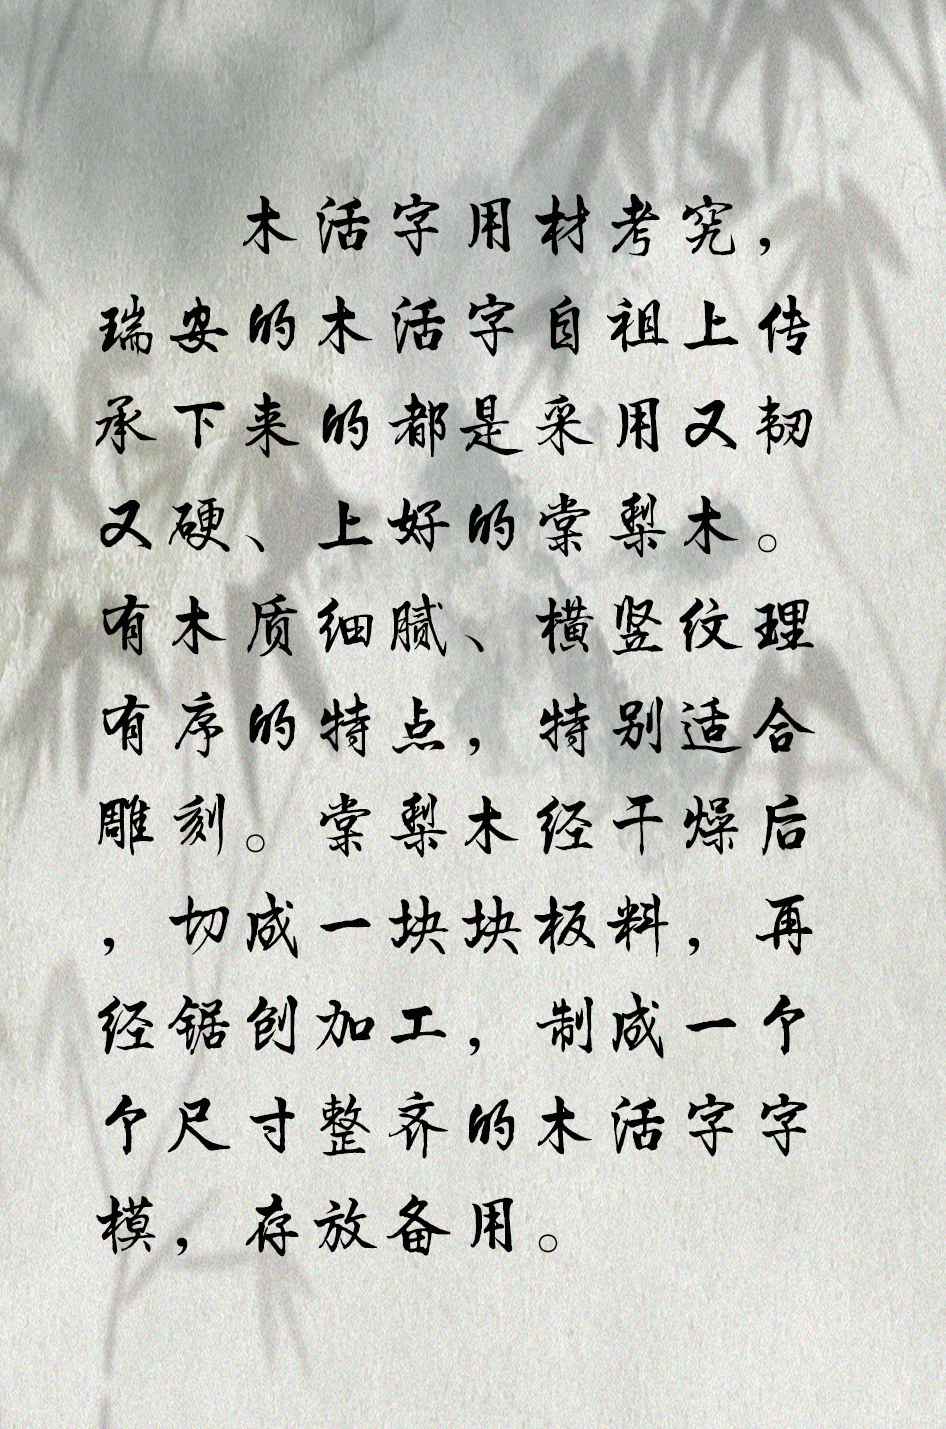 木活字用材考究，
瑞安的木活字自祖上传
承下来的都是采用又韧
又硬、上好的棠梨木。
有木质细腻、横竖纹理
有序的特点，特别适合
雕刻。棠梨木经干燥后
，切成一块块板料，再
经锯刨加工，制成一个
个尺寸整齐的木活字字
模，存放备用。